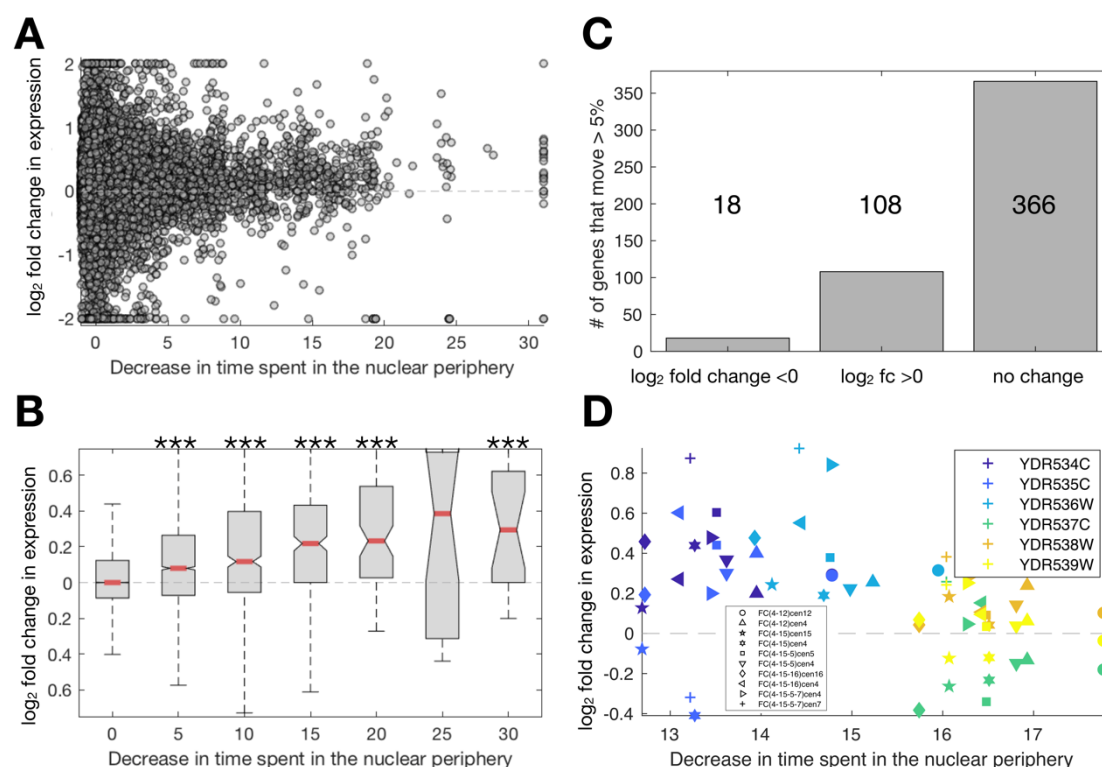 A
log₂ fold change in expression
2
1
0
-1
-2
0 5 10 15 20 25 30
Decrease in time spent in the nuclear periphery
C
# of genes that move > 5%
350
300
250
200
150
100
50
0
18 108 366
log₂ fold change <0 log₂ fc >0 no change
B
*** *** *** *** ***
log₂ fold change in expression
0.6
0.4
0.2
0
0.2
0.4
0.6
0 5 10 15 20 25 30
Decrease in time spent in the nuclear periphery
D
log₂ fold change in expression
0.8
0.6
0.4
0.2
0
-0.2
-0.4
YDR534C
YDR535C
YDR536W
YDR537C
YDR538W
YDR539W
FC(4-12)cen12
FC(4-12)cen4
FC(4-15)cen15
FC(4-15)cen4
FC(4-15-5)cen5
FC(4-15-5)cen4
FC(4-15-16)cen16
FC(4-15-16)cen4
FC(4-15-5-7)cen4
FC(4-15-5-7)cen7
13 14 15 16 17
Decrease in time spent in the nuclear periphery